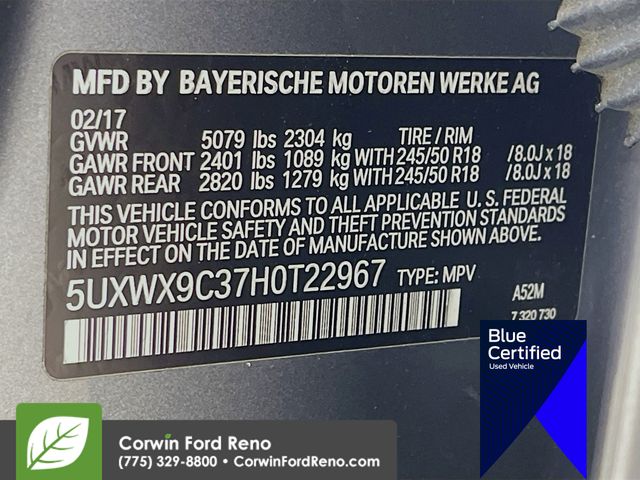 MFD BY BAYERISCHE MOTOREN WERKE AG
02/17
GVWR 5079 lbs 2304 kg TIRE / RIM
GAWR FRONT 2401 lbs 1089 kg WITH 245/50 R18 /8.0J x 18
GAWR REAR 2820 lbs 1279 kg WITH 245/50 R18 /8.0J x 18
THIS VEHICLE CONFORMS TO ALL APPLICABLE U.S. FEDERAL
MOTOR VEHICLE SAFETY AND THEFT PREVENTION STANDARDS
IN EFFECT ON THE DATE OF MANUFACTURE SHOWN ABOVE.
5UXWX9C37H0T22967 TYPE: MPV
A52M
7 320 730
Blue
Certified
Used Vehicle
Corwin Ford Reno
(775) 329-8800 • CorwinFordReno.com